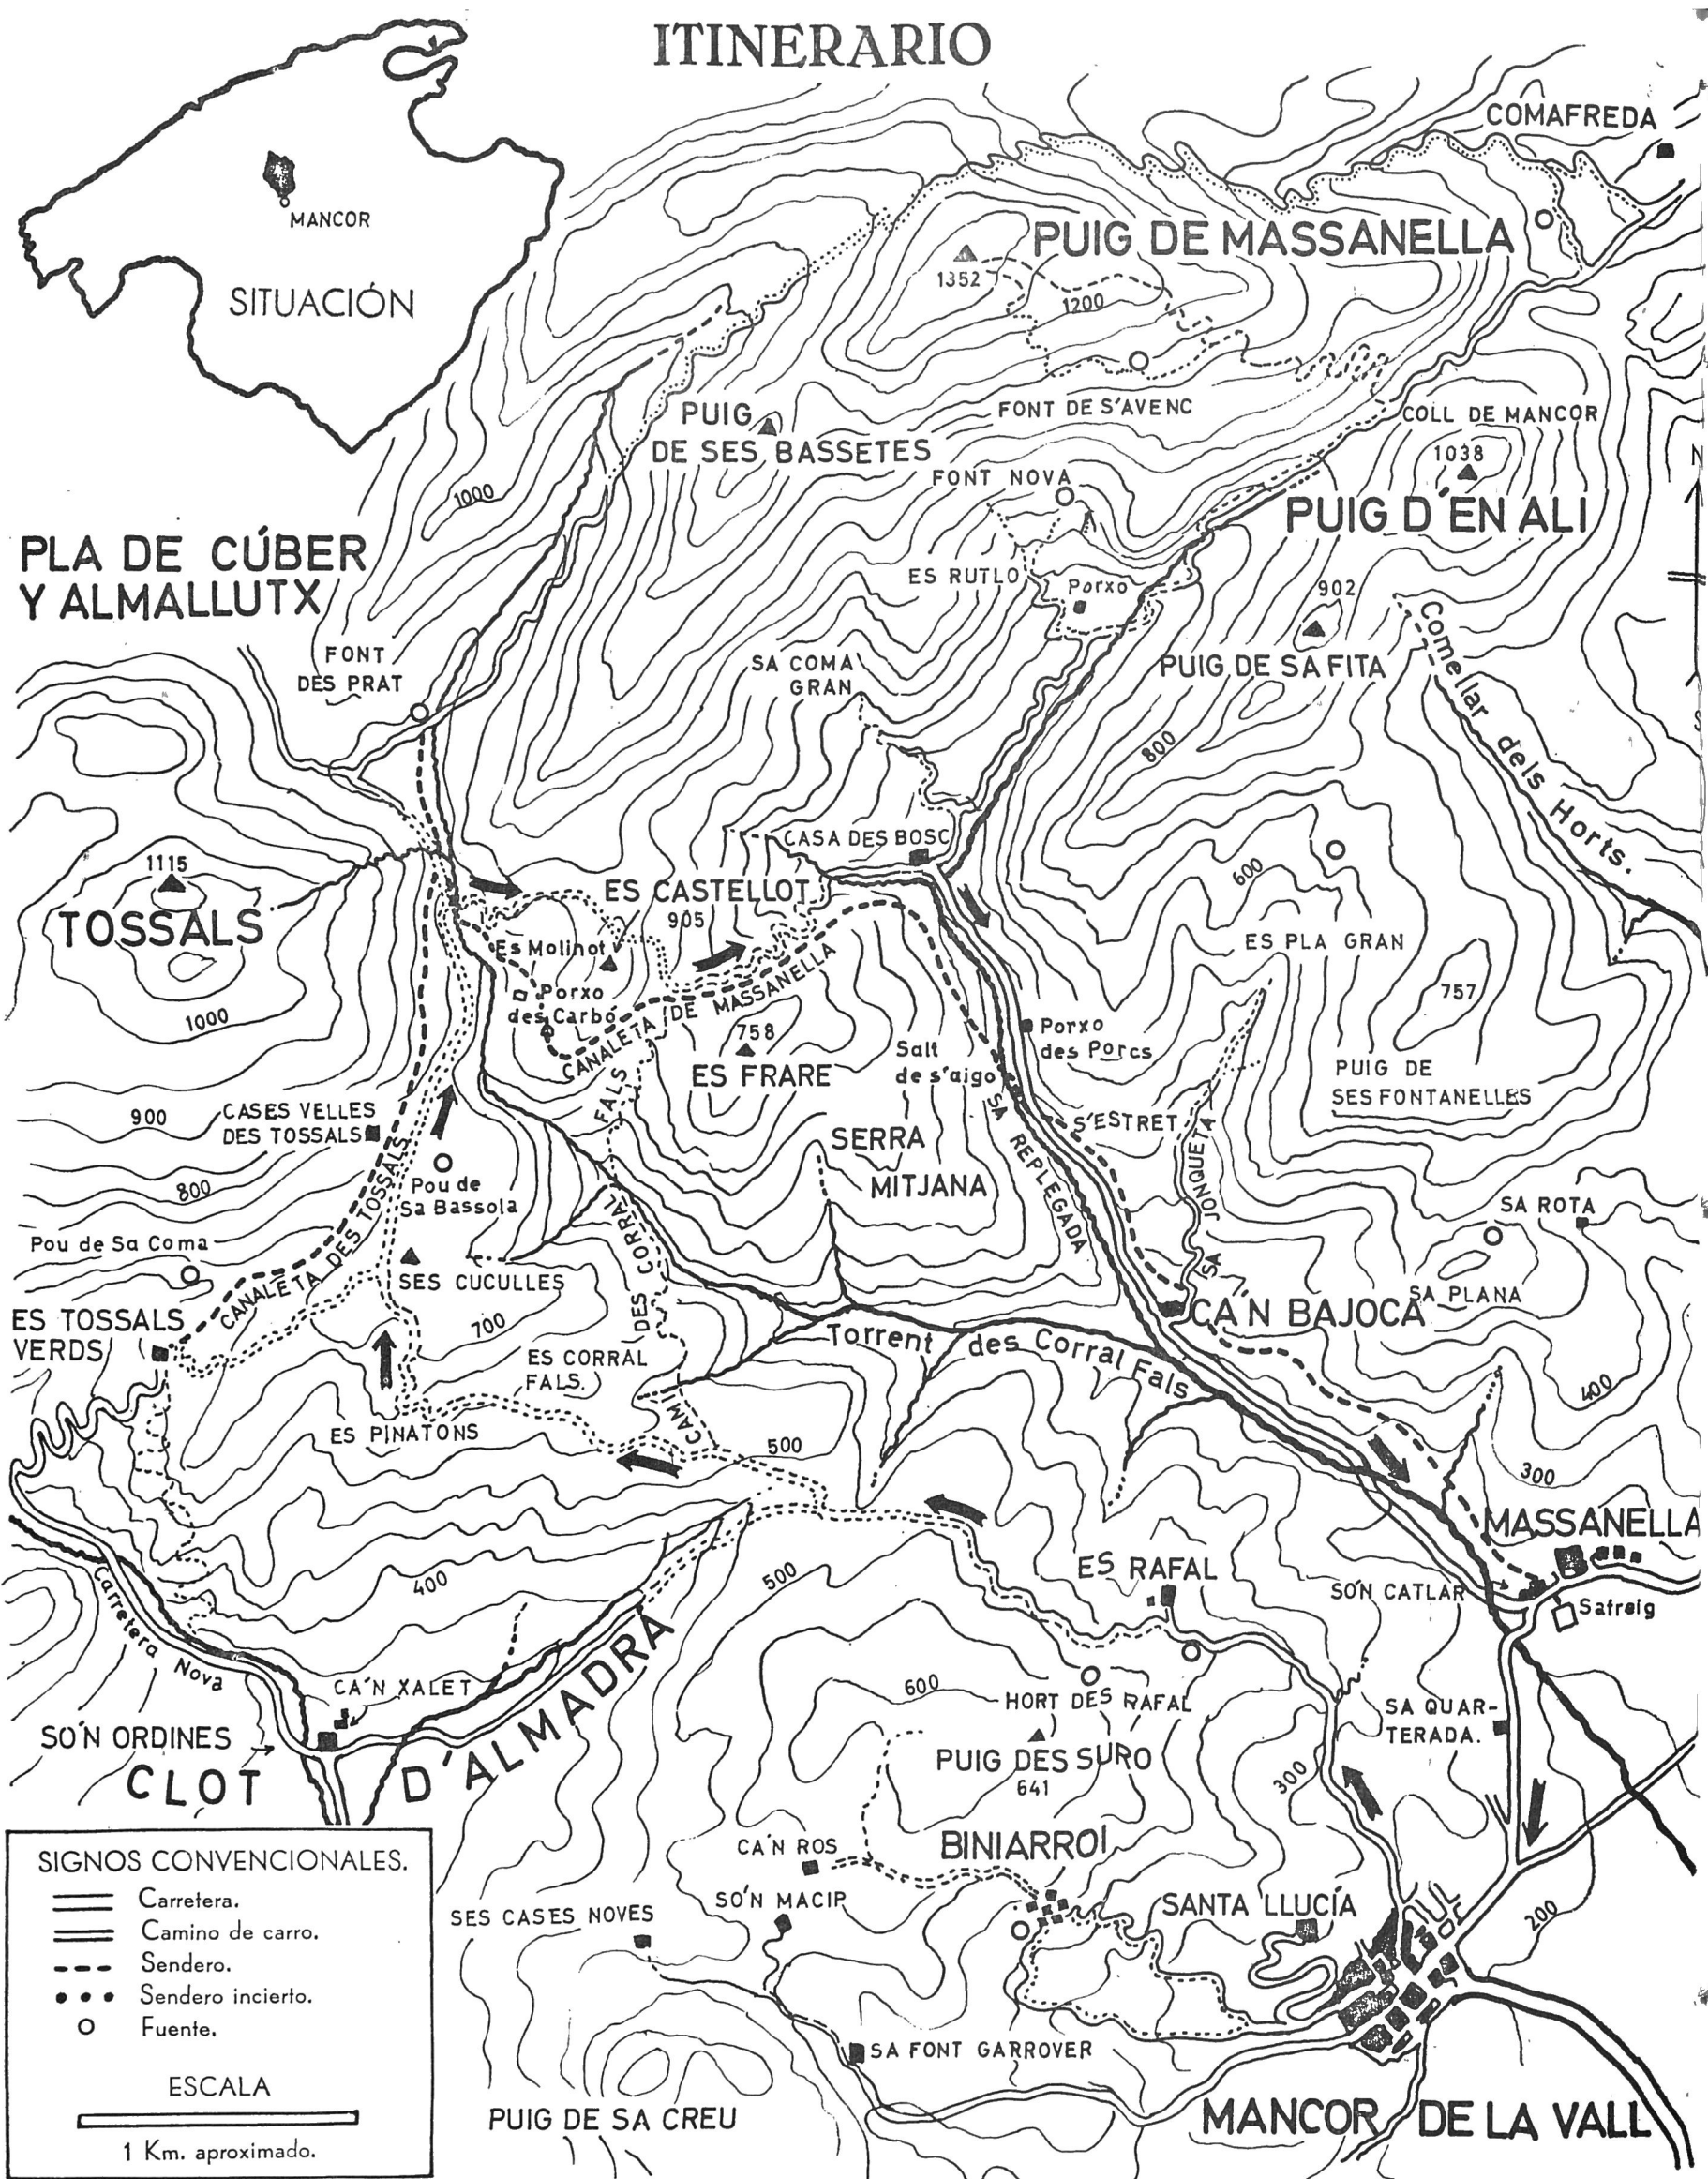 ITINERARIO
COMAFREDA
MANCOR
SITUACIÓN
PUIG DE MASSANELLA
1352
1200
FONT DE S'AVENC
COLL DE MANCOR
1038
PUIG D'EN ALI
N
S
PUIG
DE SES BASSETES
FONT NOVA
1000
PLA DE CÚBER
Y ALMALLUTX
ES RUTLO
Porxo
902
PUIG DE SA FITA
Comellar dels Horts.
FONT
DES PRAT
SA COMA
GRAN
800
CASA DES BOSC
600
1115
TOSSALS
ES CASTELLOT
905
Es Molinot
Porxo
des Carbó
CANALETA DE MASSANELLA
ES PLA GRAN
757
1000
758
ES FRARE
Salt
de s'aigo
Porxo
des Porcs
PUIG DE
SES FONTANELLES
900
CASES VELLES
DES TOSSALS
S'ESTRET
SA REPLEGADA
SA JONQUETA
SERRA
MITJANA
800
Pou de
Sa Bassola
SA ROTA
Pou de Sa Coma
CANALETA DES TOSSALS
SES CUCULLES
CAMI DES CORRAL FALS
SA PLANA
CA'N BAJOCA
ES TOSSALS
VERDS
700
ES CORRAL
FALS.
Torrent des Corral Fals
400
ES PINATONS
500
300
MASSANELLA
400
500
ES RAFAL
SO'N CATLAR
Safreig
Carretera Nova
CA'N XALET
600
HORT DES RAFAL
SA QUAR-
TERADA.
SO'N ORDINES
CLOT D'ALMADRÀ
PUIG DES SURO
641
300
CA'N ROS
BINIARROI
SO'N MACIP
SES CASES NOVES
SANTA LLUCÍA
200
SA FONT GARROVER
PUIG DE SA CREU
MANCOR DE LA VALL
SIGNOS CONVENCIONALES.
Carretera.
Camino de carro.
Sendero.
Sendero incierto.
Fuente.
ESCALA
1 Km. aproximado.